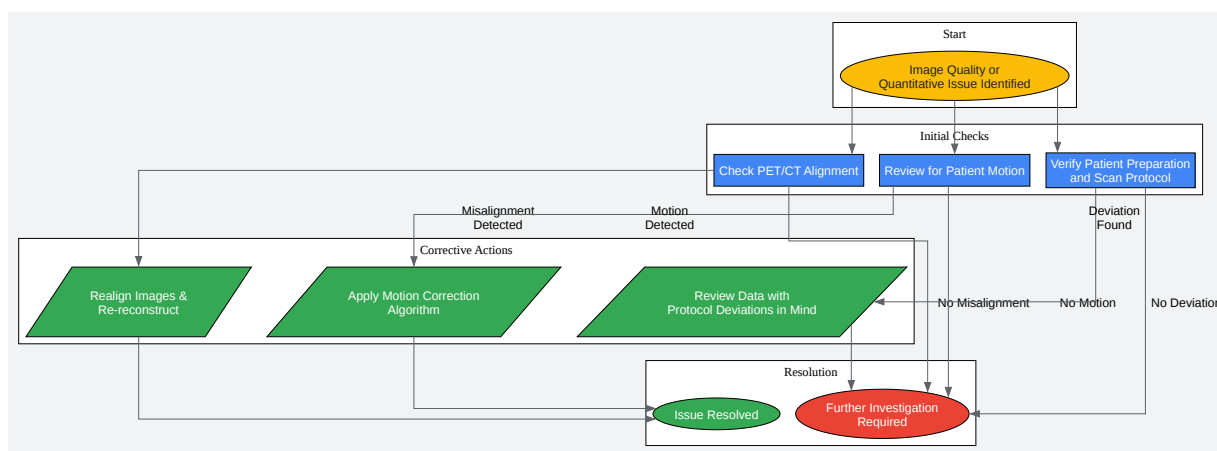 Start
Image Quality or
Quantitative Issue Identified
Initial Checks
Check PET/CT Alignment
Review for Patient Motion
Verify Patient Preparation
and Scan Protocol
Misalignment
Detected
Motion
Detected
Deviation
Found
Corrective Actions
Realign Images &
Re-reconstruct
Apply Motion Correction
Algorithm
Review Data with
Protocol Deviations in Mind
No Misalignment
No Motion
No Deviation
Resolution
Issue Resolved
Further Investigation
Required